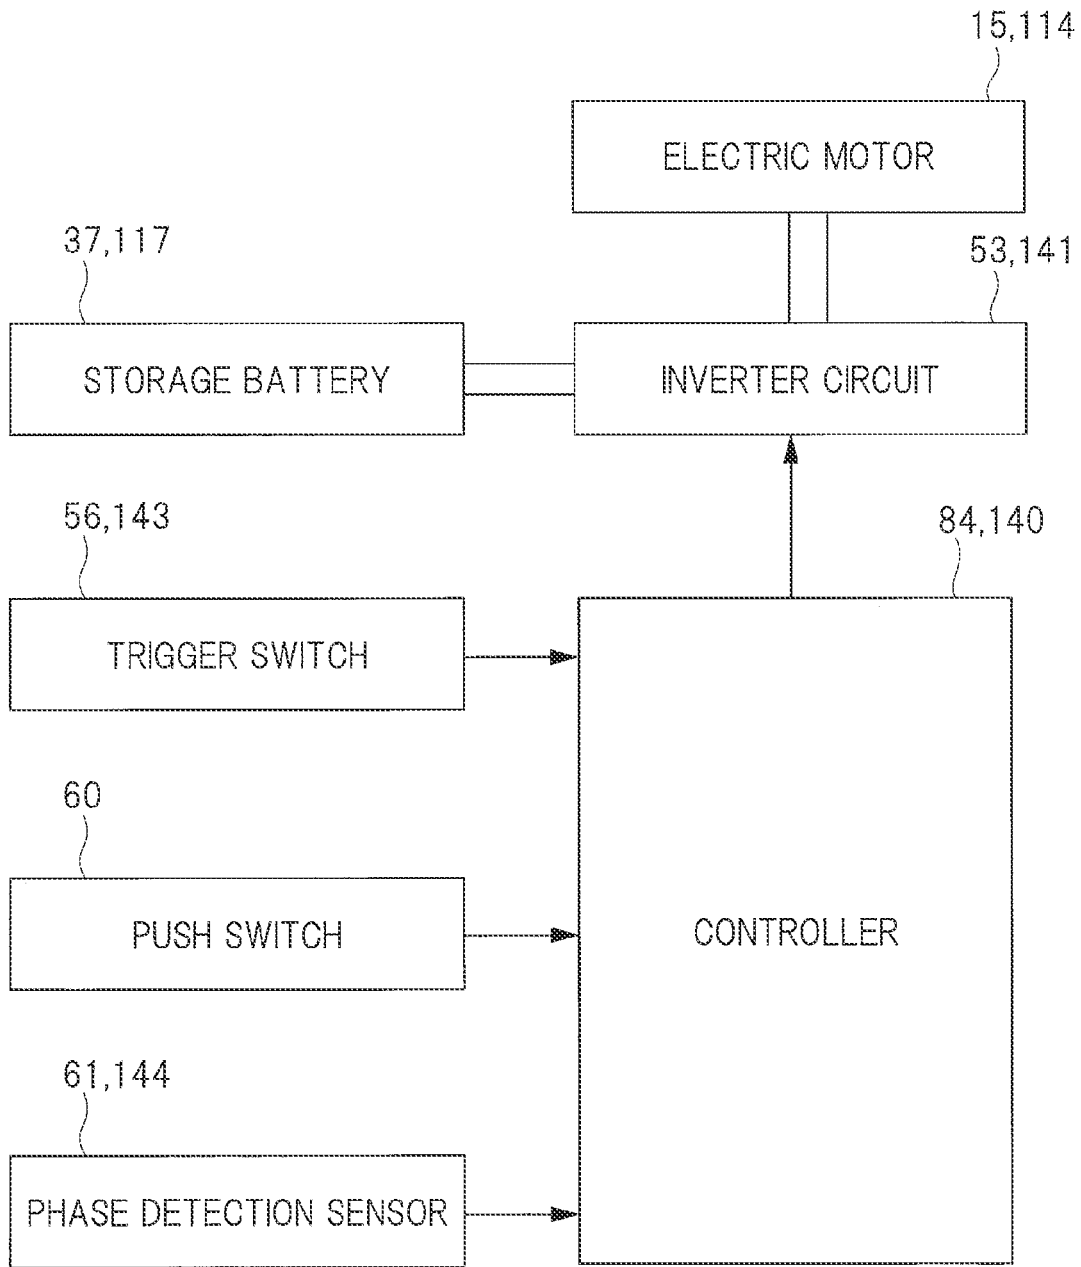 15,114
ELECTRIC MOTOR
37,117
53,141
STORAGE BATTERY
INVERTER CIRCUIT
56,143
84,140
TRIGGER SWITCH
60
PUSH SWITCH
CONTROLLER
61,144
PHASE DETECTION SENSOR